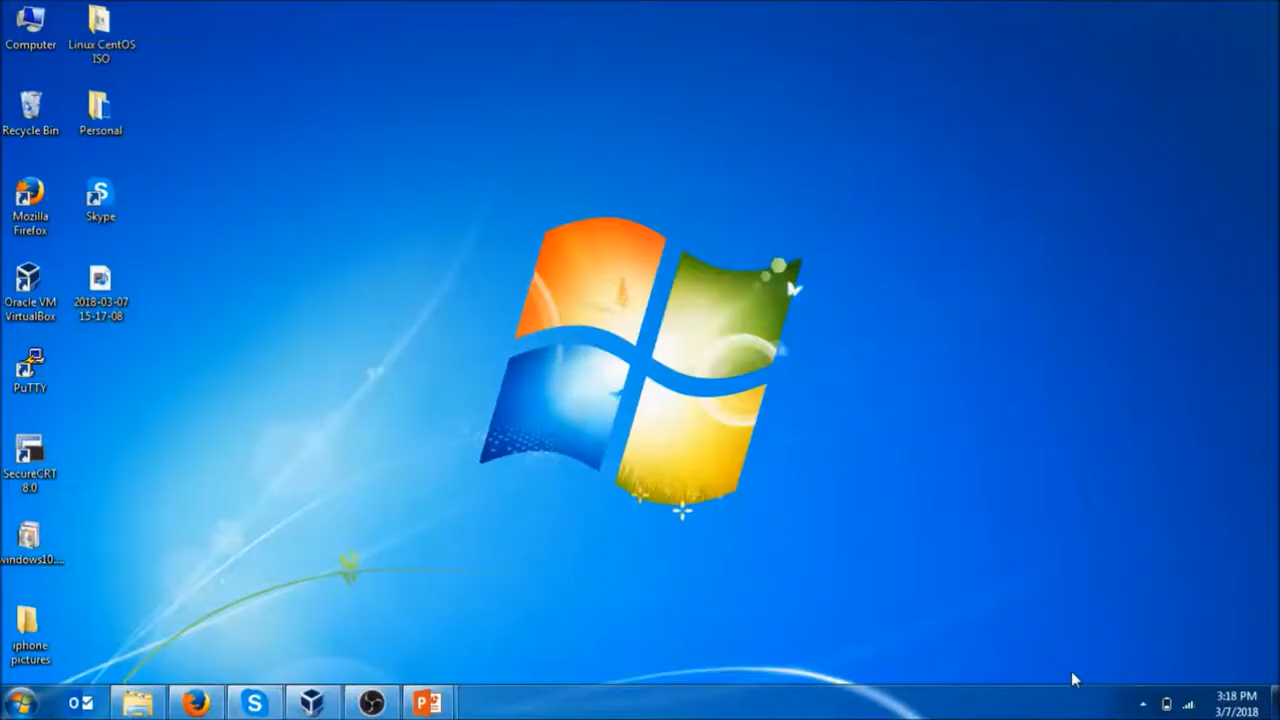 Computer
Linux CentOS
ISO
Recycle Bin
Personal
Mozilla
Firefox
S
Skype
Oracle VM
VirtualBox
2018-03-07
15-17-08
PuTTY
SecureCRT
8.0
windows10....
iphone
pictures
O
S
P
3:18 PM
3/7/2018